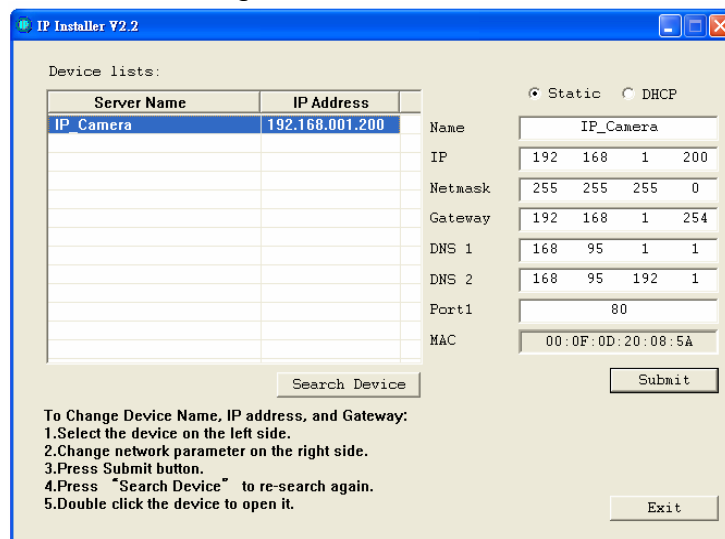 IP Installer V2.2
Device lists:
Server Name IP Address
IP_Camera 192.168.001.200
Static DHCP
Name IP_Camera
IP 192 168 1 200
Netmask 255 255 255 0
Gateway 192 168 1 254
DNS 1 168 95 1 1
DNS 2 168 95 192 1
Port1 80
MAC 00:0F:0D:20:08:5A
Search Device
Submit
To Change Device Name, IP address, and Gateway:
1.Select the device on the left side.
2.Change network parameter on the right side.
3.Press Submit button.
4.Press “Search Device” to re-search again.
5.Double click the device to open it.
Exit